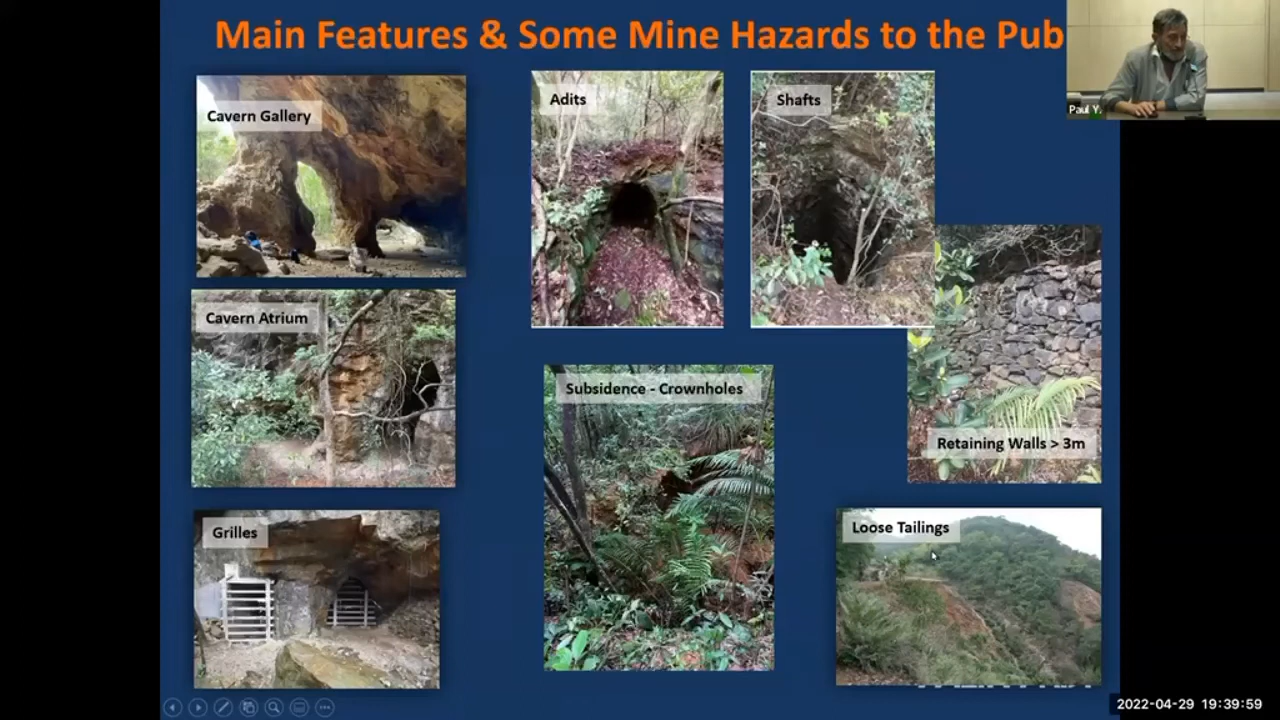 Main Features & Some Mine Hazards to the Pub
Cavern Gallery
Adits
Shafts
Cavern Atrium
Subsidence - Crownholes
Retaining Walls > 3m
Grilles
Loose Tailings
Paul Y.
2022-04-29 19:39:59